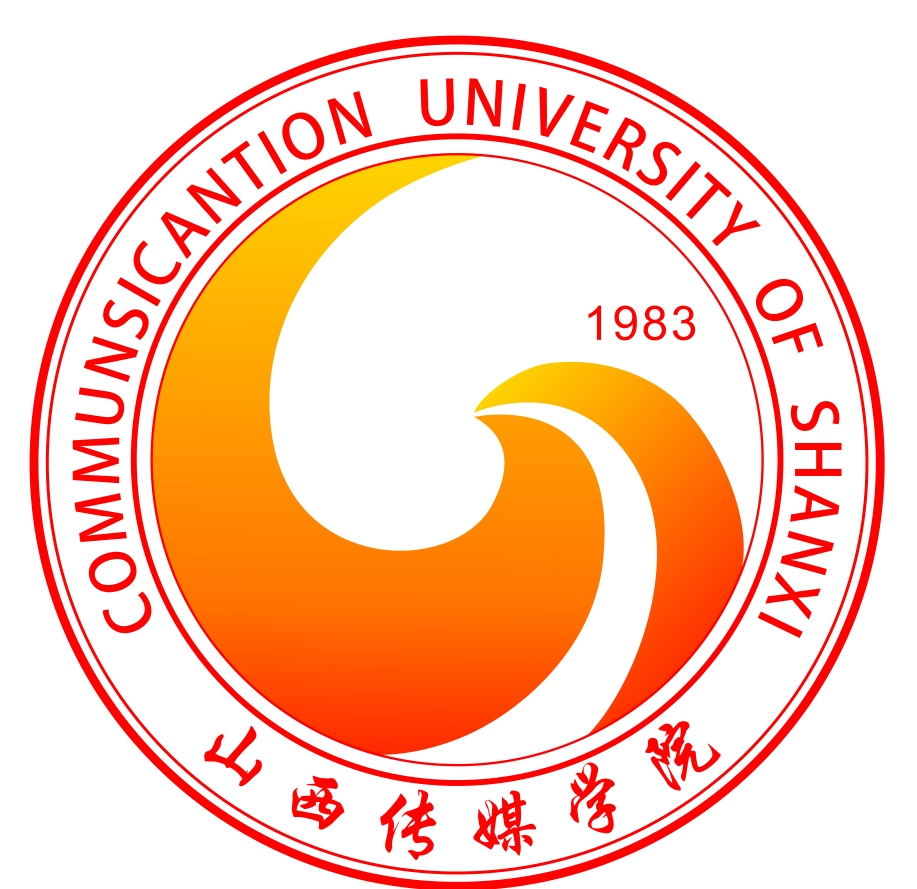 COMMUNSICANTION UNIVERSITY OF SHANXI
1983
山西传媒学院